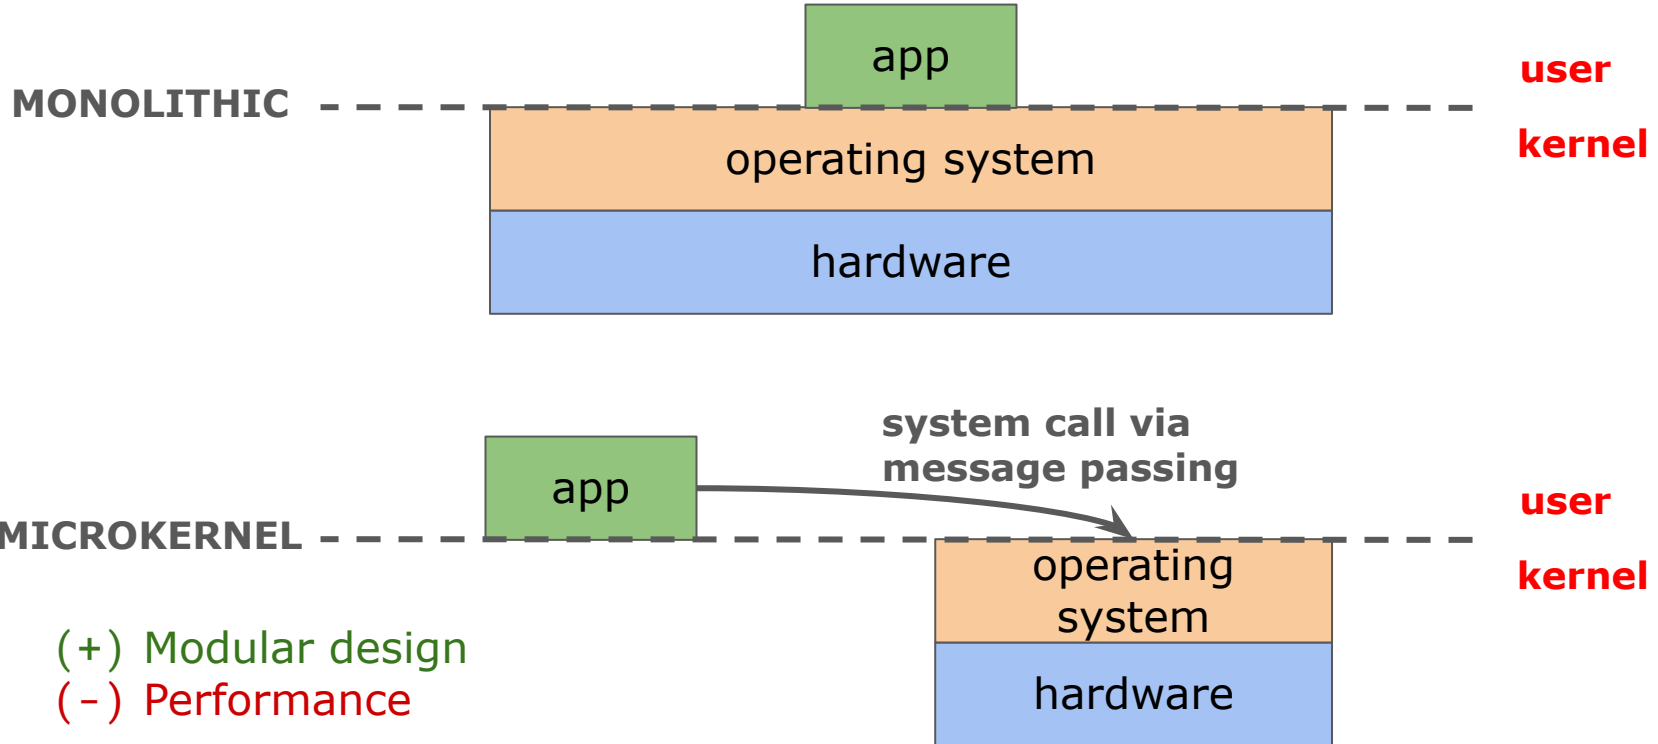 app
user
MONOLITHIC
kernel
operating system
hardware
system call via
message passing
app
user
MICROKERNEL
operating
system
kernel
(+) Modular design
(-) Performance
hardware